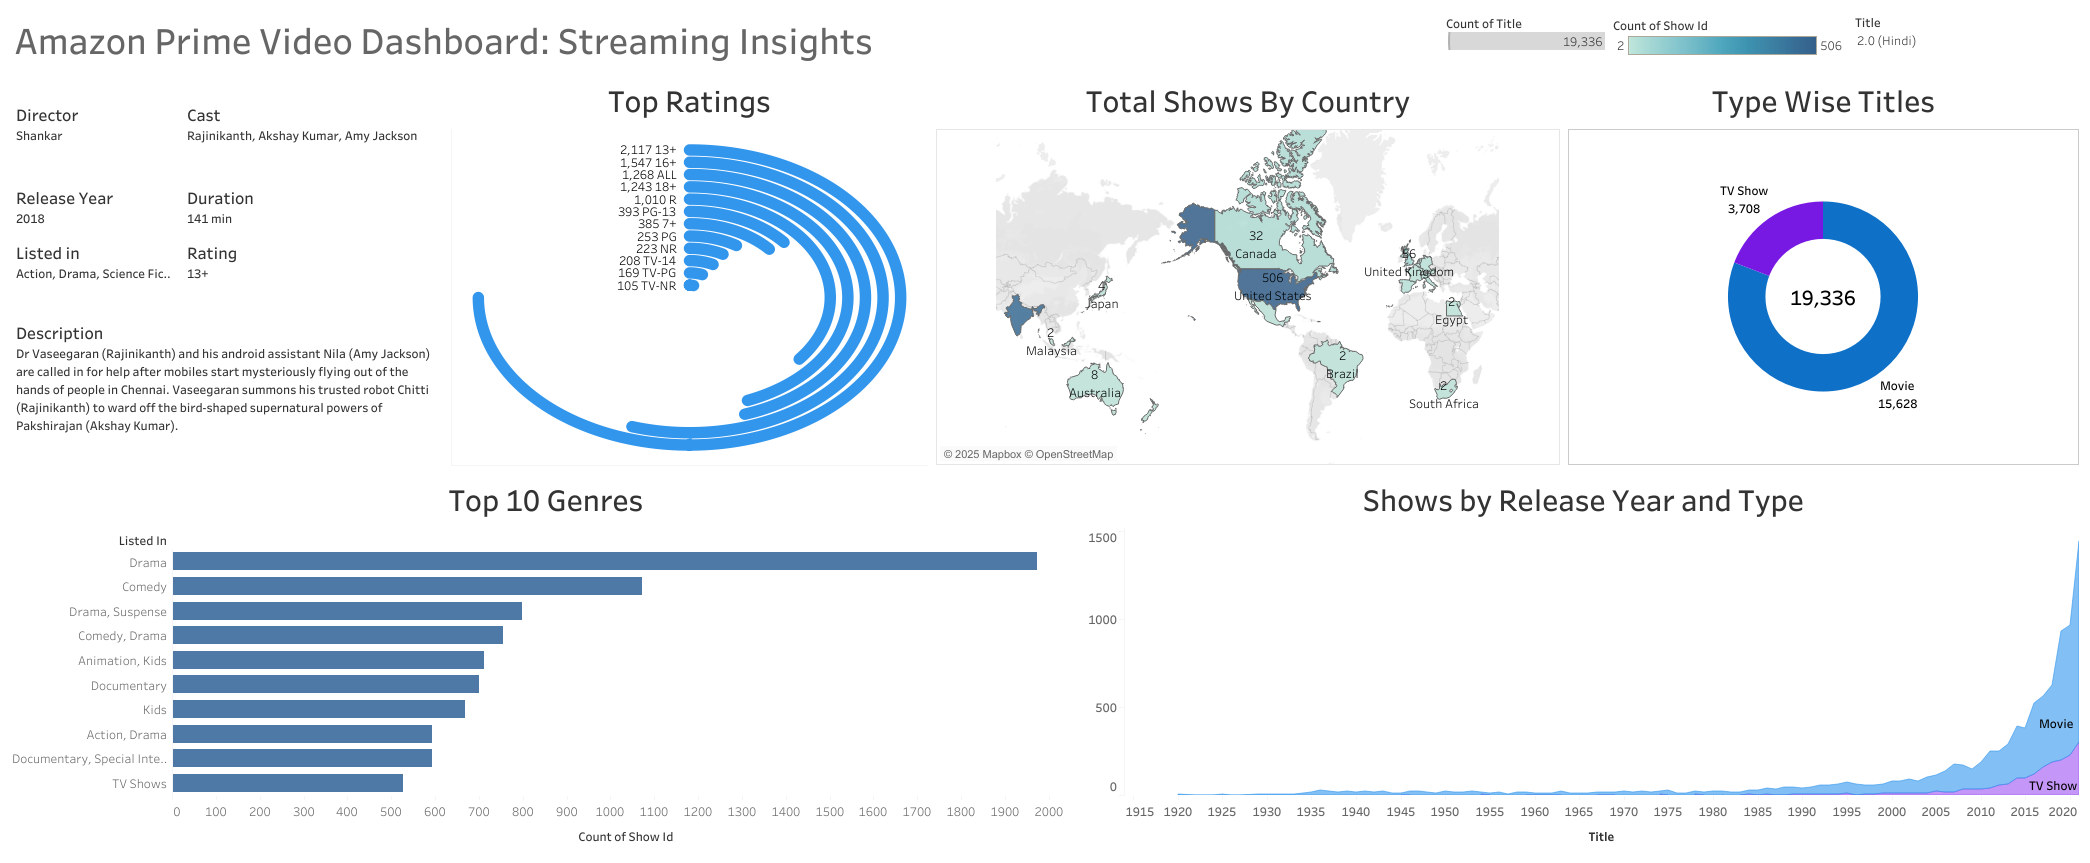 Amazon Prime Video Dashboard: Streaming Insights
Count of Title
19,336
Count of Show Id
2
506
Title
2.0 (Hindi)
Director
Shankar
Cast
Rajinikanth, Akshay Kumar, Amy Jackson
Release Year
2018
Duration
141 min
Listed in
Action, Drama, Science Fic..
Rating
13+
Description
Dr Vaseegaran (Rajinikanth) and his android assistant Nila (Amy Jackson)
are called in for help after mobiles start mysteriously flying out of the
hands of people in Chennai. Vaseegaran summons his trusted robot Chitti
(Rajinikanth) to ward off the bird-shaped supernatural powers of
Pakshirajan (Akshay Kumar).
Top Ratings
2,117 13+
1,547 16+
1,268 ALL
1,243 18+
1,010 R
393 PG-13
385 7+
253 PG
223 NR
208 TV-14
169 TV-PG
105 TV-NR
Total Shows By Country
32
Canada
506
United States
United Kingdom
4
Japan
2
Malaysia
8
Australia
2
Egypt
2
Brazil
2
South Africa
© 2025 Mapbox © OpenStreetMap
Type Wise Titles
TV Show
3,708
19,336
Movie
15,628
Top 10 Genres
Listed In
Drama
Comedy
Drama, Suspense
Comedy, Drama
Animation, Kids
Documentary
Kids
Action, Drama
Documentary, Special Inte..
TV Shows
0 100 200 300 400 500 600 700 800 900 1000 1100 1200 1300 1400 1500 1600 1700 1800 1900 2000
Count of Show Id
Shows by Release Year and Type
1500
1000
500
0
Movie
TV Show
1915 1920 1925 1930 1935 1940 1945 1950 1955 1960 1965 1970 1975 1980 1985 1990 1995 2000 2005 2010 2015 2020
Title